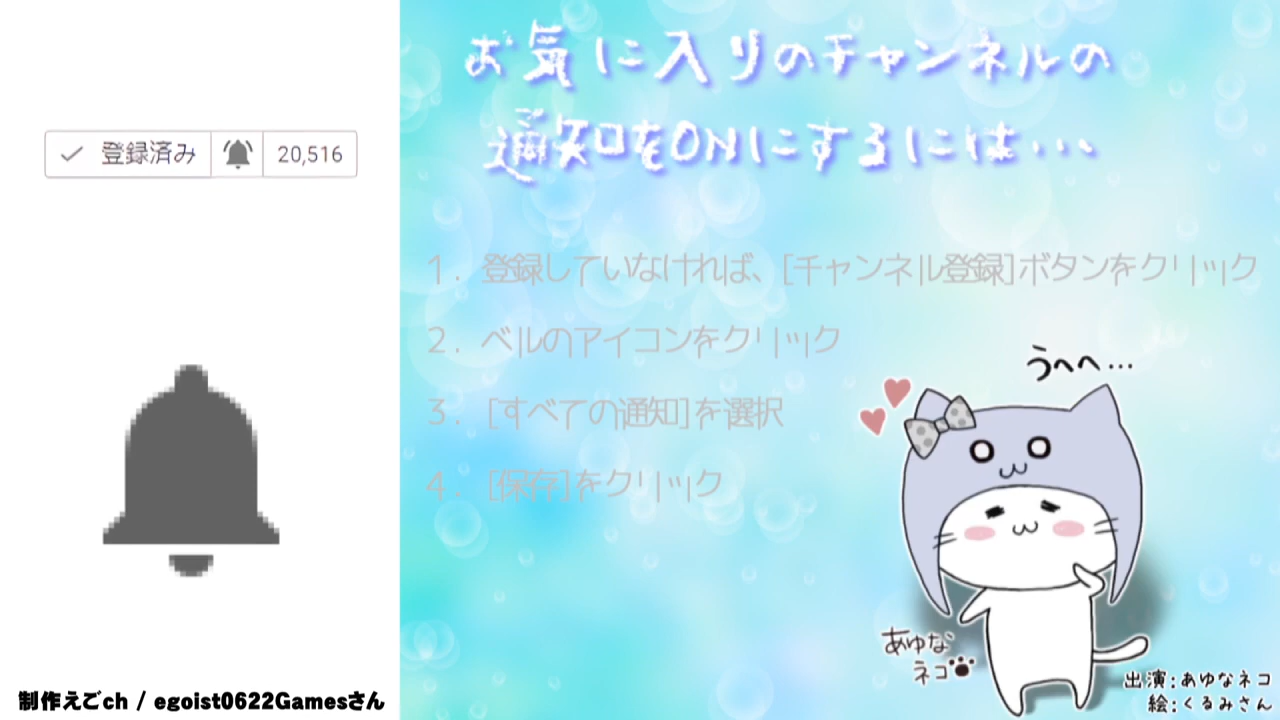 お気に入りのチャンネルの
通知をONにするには・・・
登録済み 20,516
1. 登録していなければ、[チャンネル登録]ボタンをクリック
2. ベルのアイコンをクリック
3. [すべての通知]を選択
4. [保存]をクリック
うへへ…
あゆな
ネコ
出演:あゆなネコ
絵:くるみさん
制作えごch / egoist0622Gamesさん